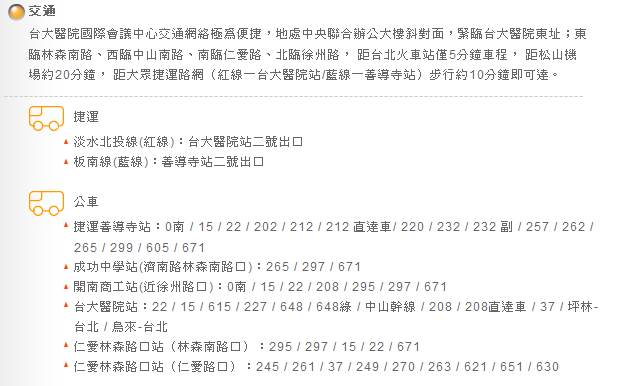 交通
台大醫院國際會議中心交通網絡極為便捷，地處中央聯合辦公大樓斜對面，緊臨台大醫院東址；東
臨林森南路、西臨中山南路、南臨仁愛路、北臨徐州路， 距台北火車站僅5分鐘車程， 距松山機
場約20分鐘， 距大眾捷運路網（紅線一台大醫院站/藍線一善導寺站）步行約10分鐘即可達。
捷運
淡水北投線(紅線)：台大醫院站二號出口
板南線(藍線)：善導寺站二號出口
公車
捷運善導寺站：0南 / 15 / 22 / 202 / 212 / 212 直達車/ 220 / 232 / 232 副 / 257 / 262 /
265 / 299 / 605 / 671
成功中學站(濟南路林森南路口)：265 / 297 / 671
開南商工站(近徐州路口)：0南 / 15 / 22 / 208 / 295 / 297 / 671
台大醫院站：22 / 15 / 615 / 227 / 648 / 648綠 / 中山幹線 / 208 / 208直達車 / 37 / 坪林-
台北 / 烏來-台北
仁愛林森路口站（林森南路口）：295 / 297 / 15 / 22 / 671
仁愛林森路口站（仁愛路口）：245 / 261 / 37 / 249 / 270 / 263 / 621 / 651 / 630